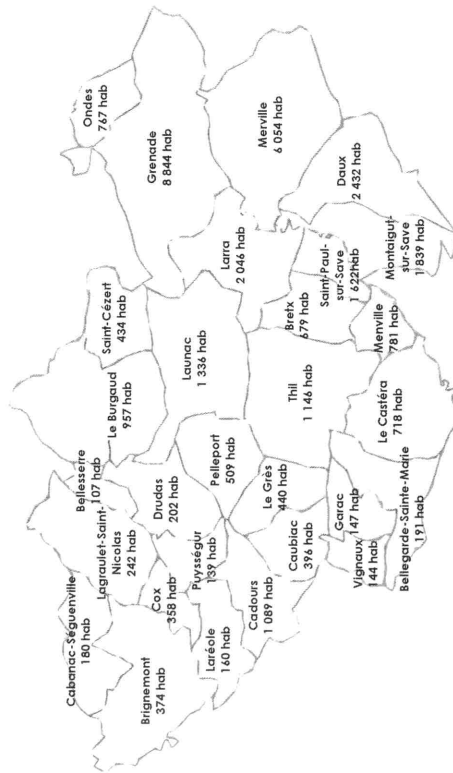 Ondes
767 hab
Grenade
8 844 hab
Merville
6 054 hab
Daux
2 432 hab
Larra
2 046 hab
Saint-Paul-
sur-Save
1 622hab
Montaigut-
sur-Save
1 839 hab
Saint-Cézert
434 hab
Launac
1 336 hab
Bretx
679 hab
Menville
781 hab
Le Burgaud
957 hab
Thil
1 146 hab
Le Castéra
718 hab
Bellesserre
107 hab
Pelleport
509 hab
Drudas
202 hab
Le Grès
440 hab
Garac
147 hab
Bellegarde-Sainte-Marie
191 hab
Lagraulet-Saint-
Nicolas
242 hab
Puysségur
139 hab
Caubiac
396 hab
Vignaux
144 hab
Cox
358 hab
Cadours
1 089 hab
Cabanac-Séguenville
180 hab
Laréole
160 hab
Brignemont
374 hab